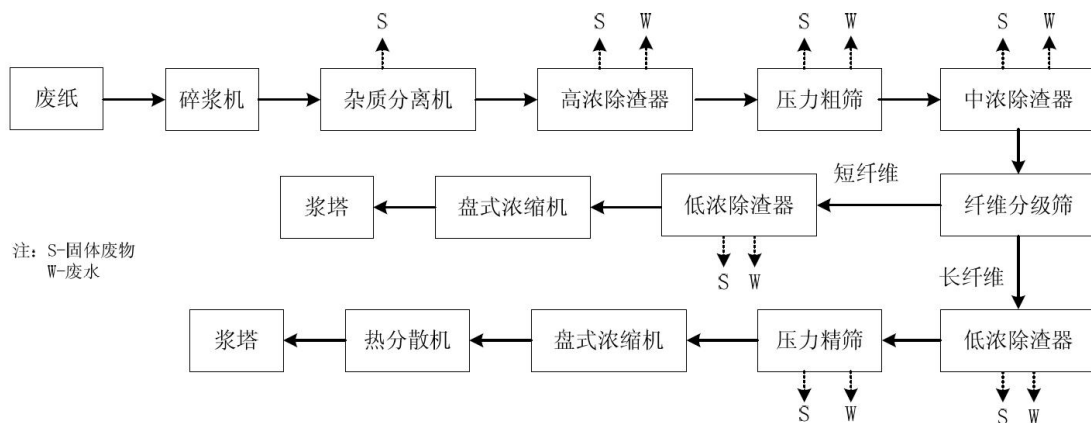 S S W S W S W
废纸 碎浆机 杂质分离机 高浓除渣器 压力粗筛 中浓除渣器
短纤维
浆塔 盘式浓缩机 低浓除渣器 纤维分级筛
注: S-固体废物
W-废水
S W
长纤维
浆塔 热分散机 盘式浓缩机 压力精筛 低浓除渣器
S W S W